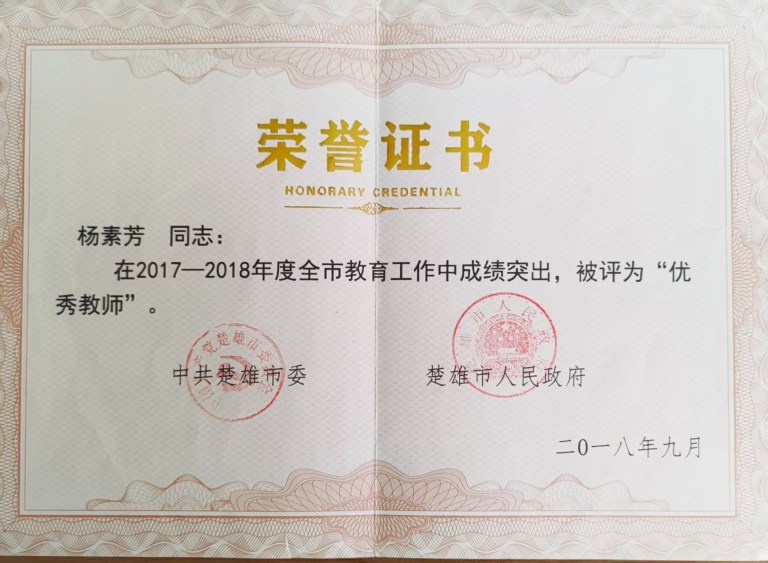 荣誉证书
HONORARY CREDENTIAL
杨素芳 同志：
在2017—2018年度全市教育工作中成绩突出，被评为“优
秀教师”。
中共楚雄市委
楚雄市人民政府
二0一八年九月